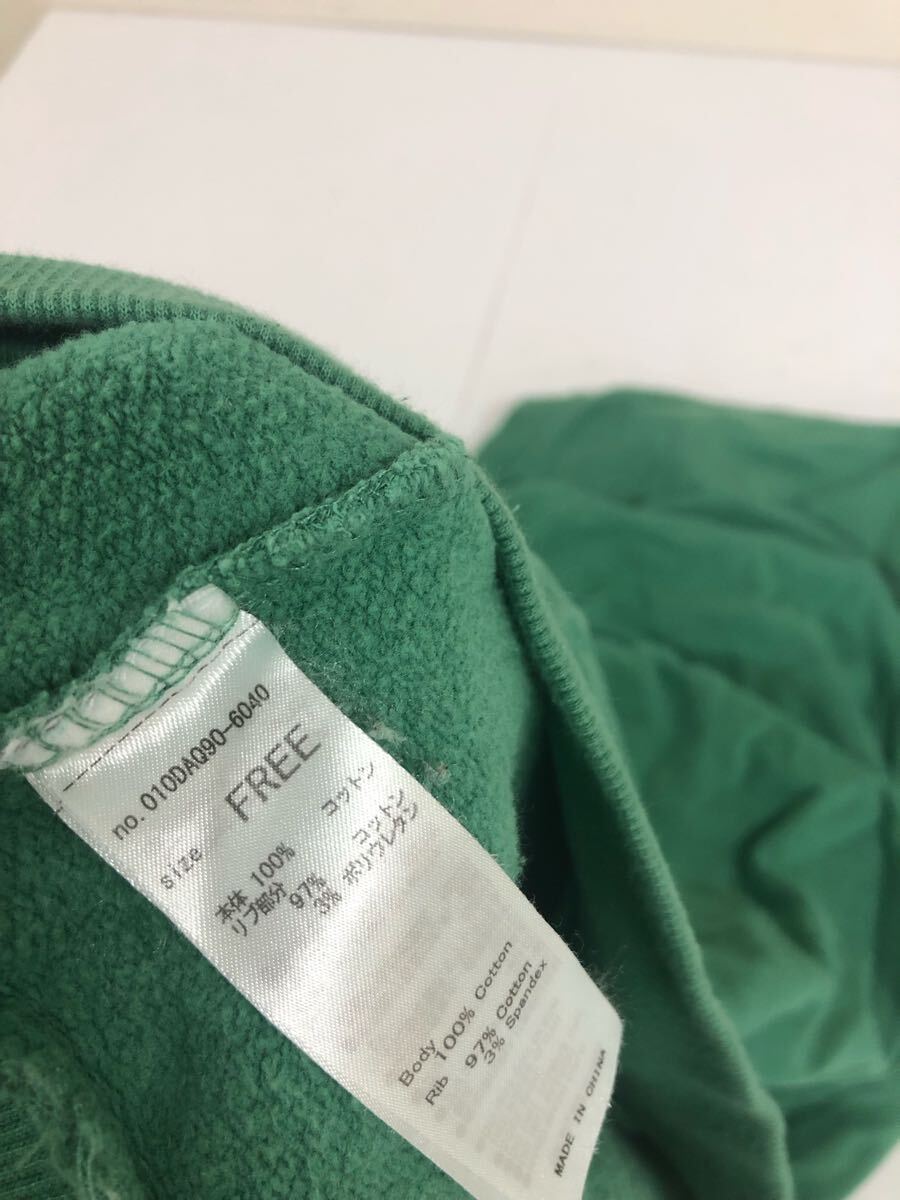 no.010DAQ90-6040
size FREE
本体 100% コットン
リブ部分 97% コットン
3% ポリウレタン
Body 100% Cotton
Rib 97% Cotton
3% Spandex
MADE IN CHINA